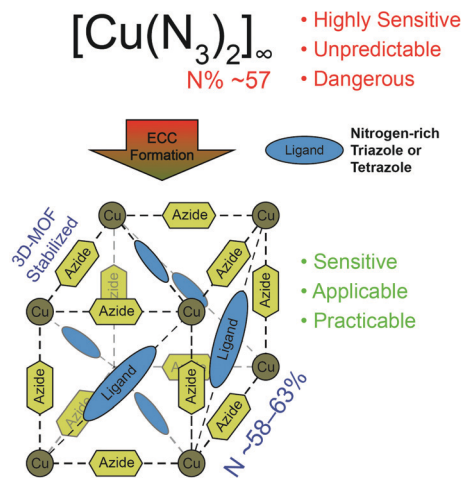 [Cu(N₃)₂]∞
N% ~57
• Highly Sensitive
• Unpredictable
• Dangerous
ECC
Formation
Ligand
Nitrogen-rich
Triazole or
Tetrazole
3D-MOF
Stabilized
Cu
Azide
Cu
Azide
Azide
Azide
Azide
Cu
Azide
Cu
Ligand
• Sensitive
• Applicable
• Practicable
Azide
Ligand
Azide
Azide
Cu
Azide
Azide
Cu
Azide
Cu
N ~58–63%